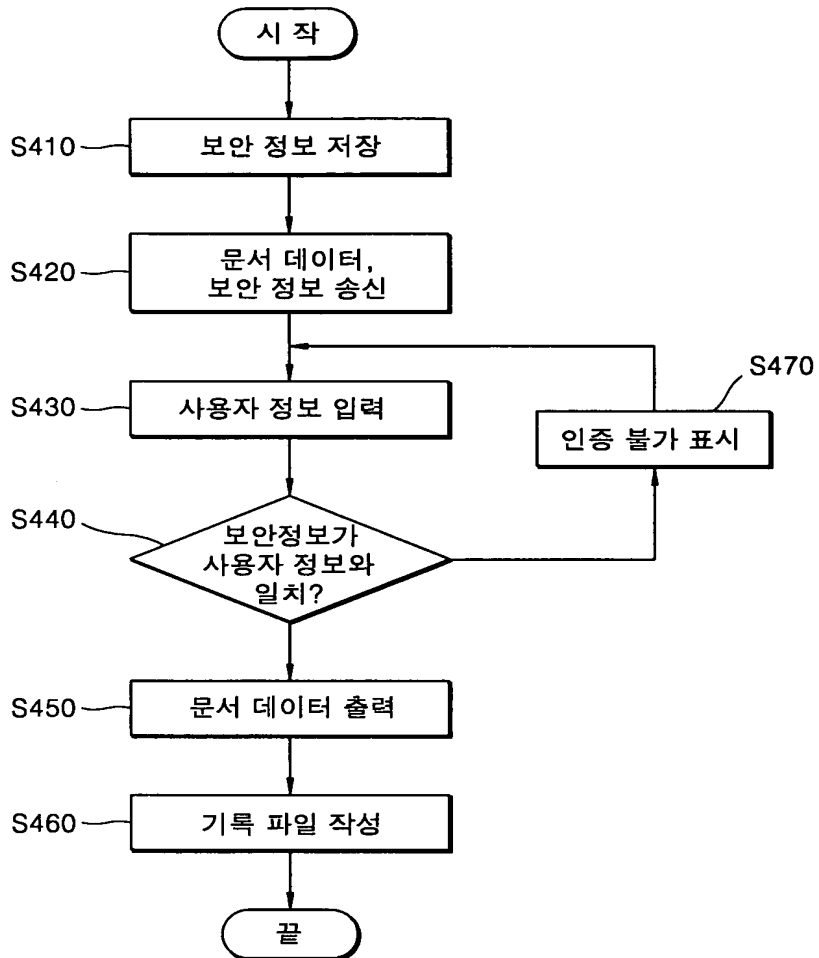 시 작
S410
보안 정보 저장
S420
문서 데이터,
보안 정보 송신
S470
S430
사용자 정보 입력
인증 불가 표시
S440
보안정보가
사용자 정보와
일치?
S450
문서 데이터 출력
S460
기록 파일 작성
끝